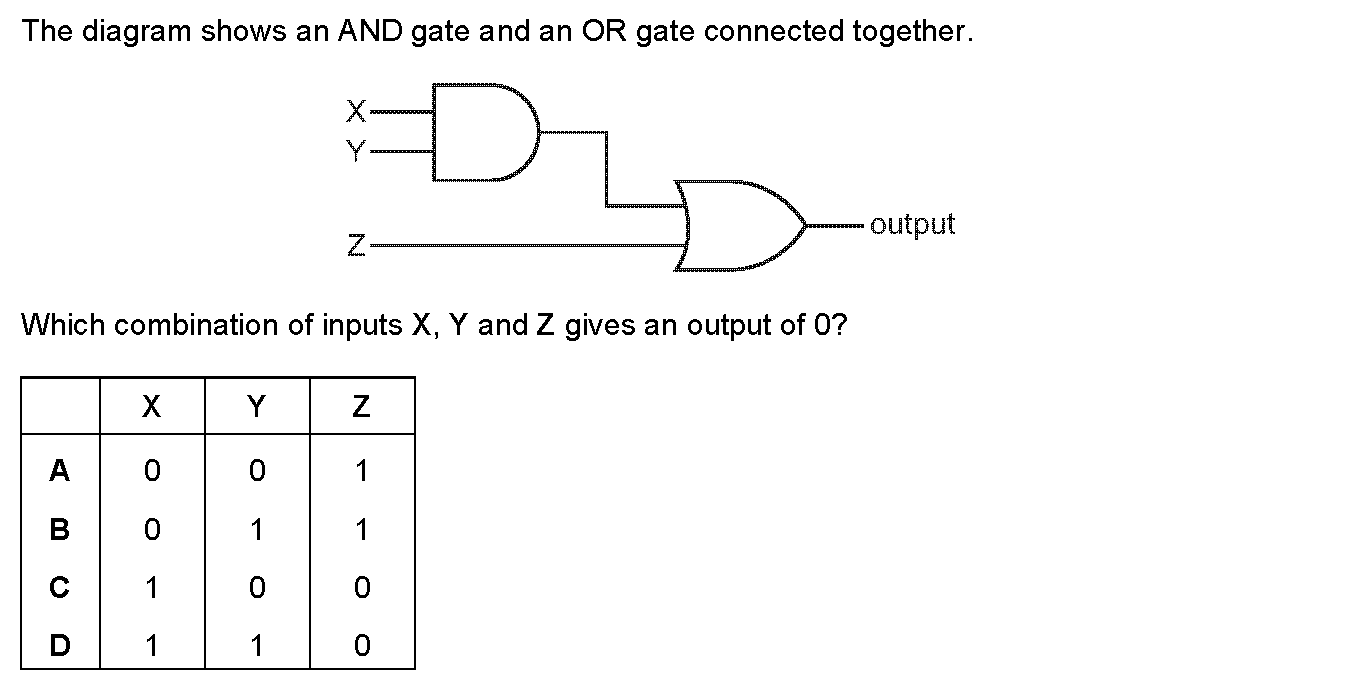 The diagram shows an AND gate and an OR gate connected together.
X
Y
Z
output
Which combination of inputs X, Y and Z gives an output of 0?
X Y Z
A 0 0 1
B 0 1 1
C 1 0 0
D 1 1 0